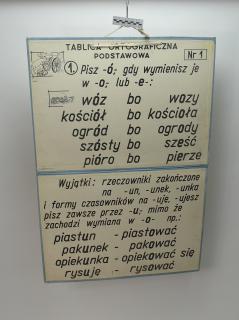 TABLICA ORTOGRAFICZNA
PODSTAWOWA
Nr 1
1. Pisz -ó-, gdy wymienisz je
w -o- lub -e-:
wóz bo wozy
kościół bo kościoła
ogród bo ogrody
szósty bo sześć
pióro bo pierze
Wyjątki: rzeczowniki zakończone
na -un, -unek, -unka
i formy czasowników na -uje, -ujesz
pisz zawsze przez -u-, mimo że
zachodzi wymiana w -o- np.:
piastun - piastować
pakunek - pakować
opiekunka - opiekować się
rysuję - rysować